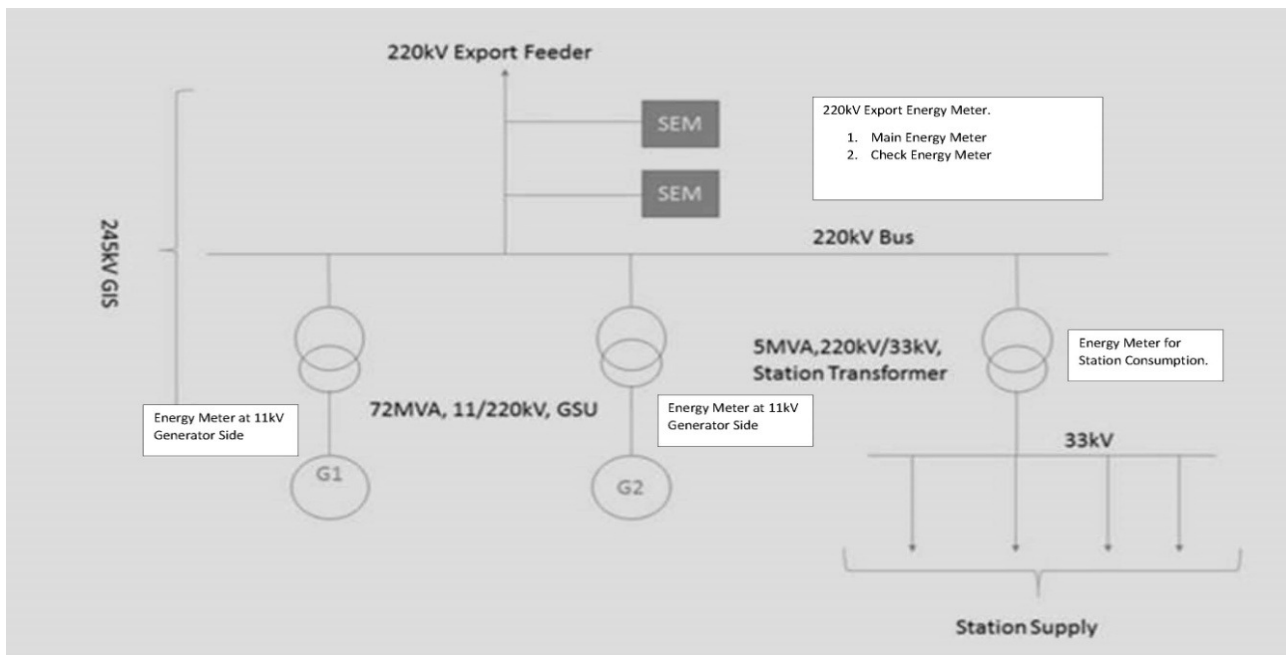 220kV Export Feeder
SEM
220kV Export Energy Meter.
1. Main Energy Meter
2. Check Energy Meter
SEM
245kV GIS
220kV Bus
5MVA,220kV/33kV,
Station Transformer
Energy Meter for
Station Consumption.
Energy Meter at 11kV
Generator Side
72MVA, 11/220kV, GSU
Energy Meter at 11kV
Generator Side
33kV
G1
G2
Station Supply